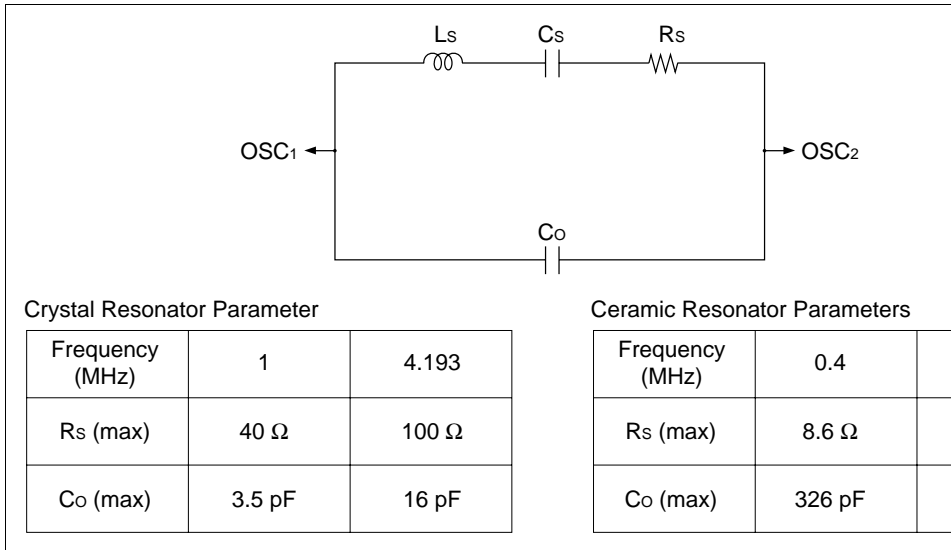 LS CS RS
OSC1 OSC2
CO
Crystal Resonator Parameter
Frequency (MHz) 1 4.193
RS (max) 40 Ω 100 Ω
CO (max) 3.5 pF 16 pF
Ceramic Resonator Parameters
Frequency (MHz) 0.4
RS (max) 8.6 Ω
CO (max) 326 pF